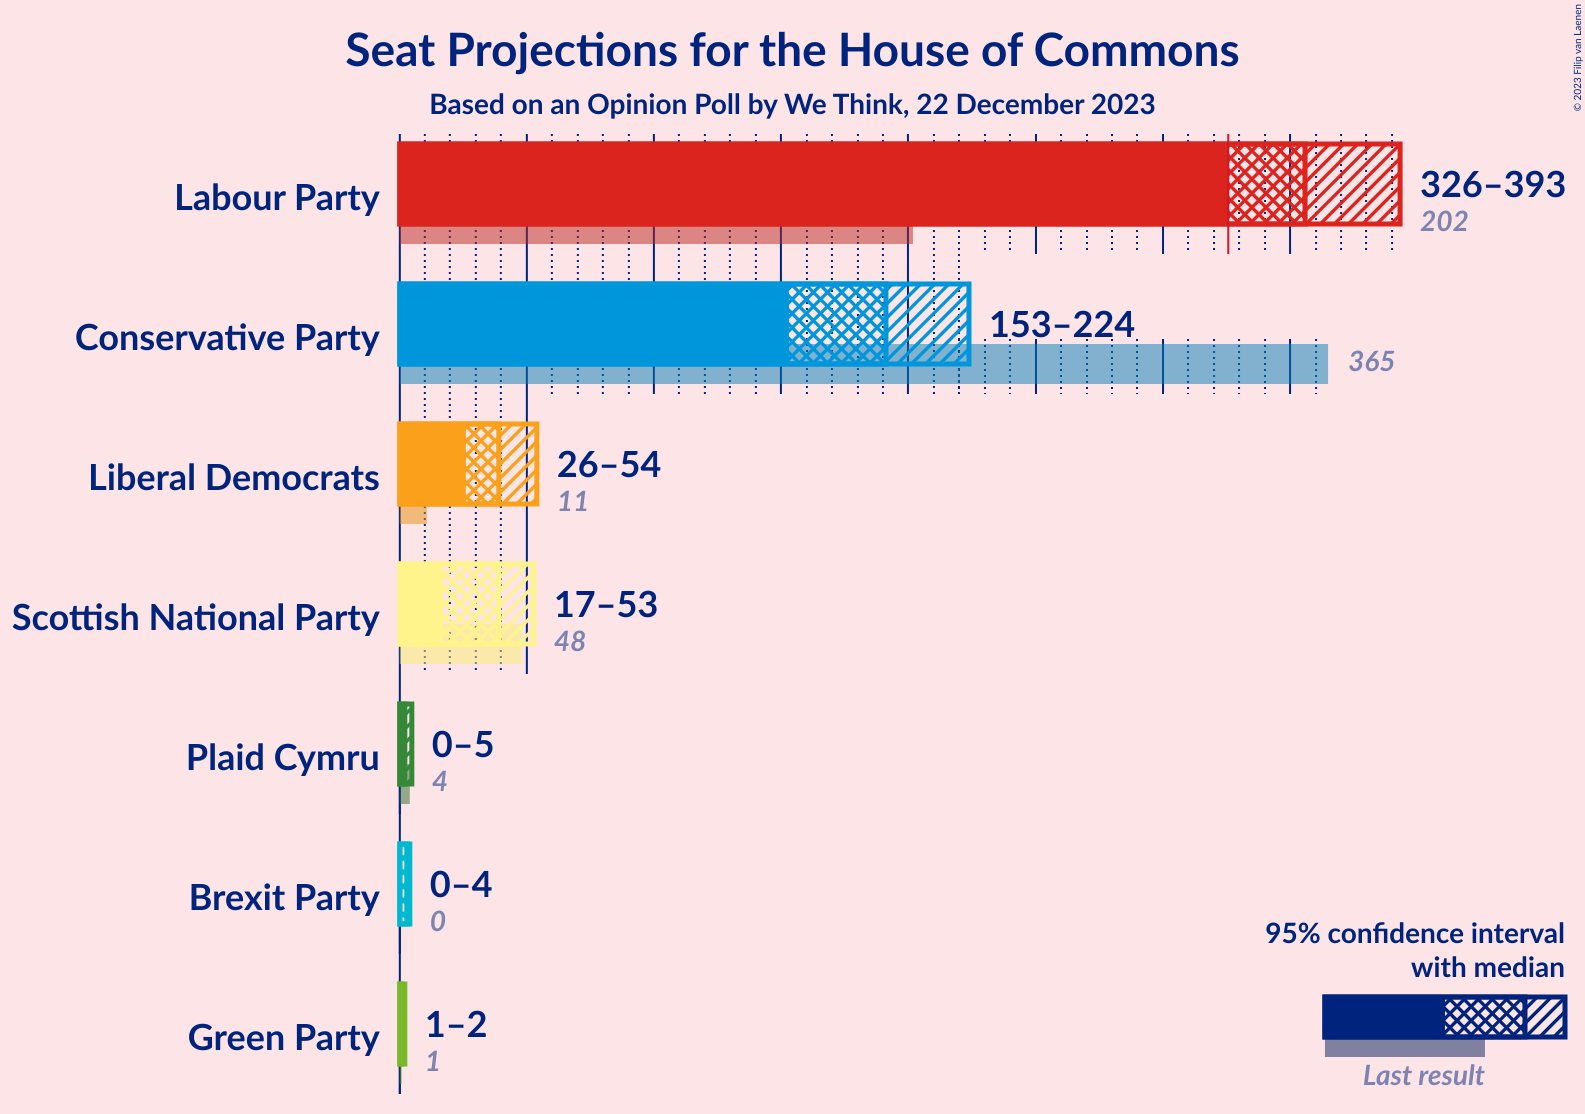 Seat Projections for the House of Commons
Based on an Opinion Poll by We Think, 22 December 2023
© 2023 Filip van Laenen
Labour Party
326–393
202
Conservative Party
153–224
365
Liberal Democrats
26–54
11
Scottish National Party
17–53
48
Plaid Cymru
0–5
4
Brexit Party
0–4
0
Green Party
1–2
1
95% confidence interval
with median
Last result